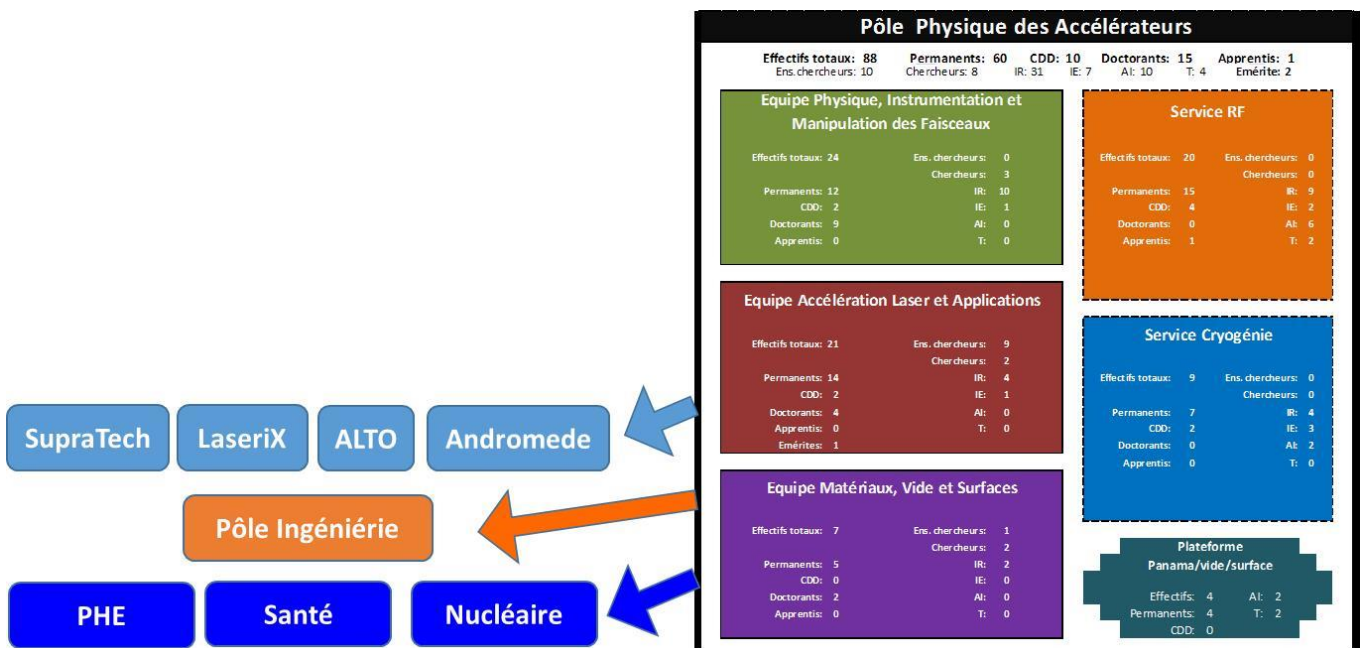 Pôle Physique des Accélérateurs
Effectifs totaux: 88 Permanents: 60 CDD: 10 Doctorants: 15 Apprentis: 1
Ens.chercheurs: 10 Chercheurs: 8 IR: 31 IE: 7 AI: 10 T: 4 Emérite: 2
Equipe Physique, Instrumentation et
Manipulation des Faisceaux
Effectifs totaux: 24 Ens.chercheurs: 0
Chercheurs: 3
Permanents: 12 IR: 10
CDD: 2 IE: 1
Doctorants: 9 AI: 0
Apprentis: 0 T: 0
Service RF
Effectifs totaux: 20 Ens.chercheurs: 0
Chercheurs: 0
Permanents: 15 IR: 9
CDD: 4 IE: 2
Doctorants: 0 AI: 6
Apprentis: 1 T: 2
Equipe Accélération Laser et Applications
Effectifs totaux: 21 Ens.chercheurs: 9
Chercheurs: 2
Permanents: 14 IR: 4
CDD: 2 IE: 1
Doctorants: 4 AI: 0
Apprentis: 0 T: 0
Emérites: 1
Service Cryogénie
Effectifs totaux: 9 Ens.chercheurs: 0
Chercheurs: 0
Permanents: 7 IR: 4
CDD: 2 IE: 3
Doctorants: 0 AI: 2
Apprentis: 0 T: 0
Equipe Matériaux, Vide et Surfaces
Effectifs totaux: 7 Ens.chercheurs: 1
Chercheurs: 2
Permanents: 5 IR: 2
CDD: 0 IE: 0
Doctorants: 2 AI: 0
Apprentis: 0 T: 0
Plateforme
Panama/vide/surface
Effectifs: 4 AI: 2
Permanents: 4 T: 2
CDD: 0
SupraTech
LaseriX
ALTO
Andromede
Pôle Ingéniérie
PHE
Santé
Nucléaire